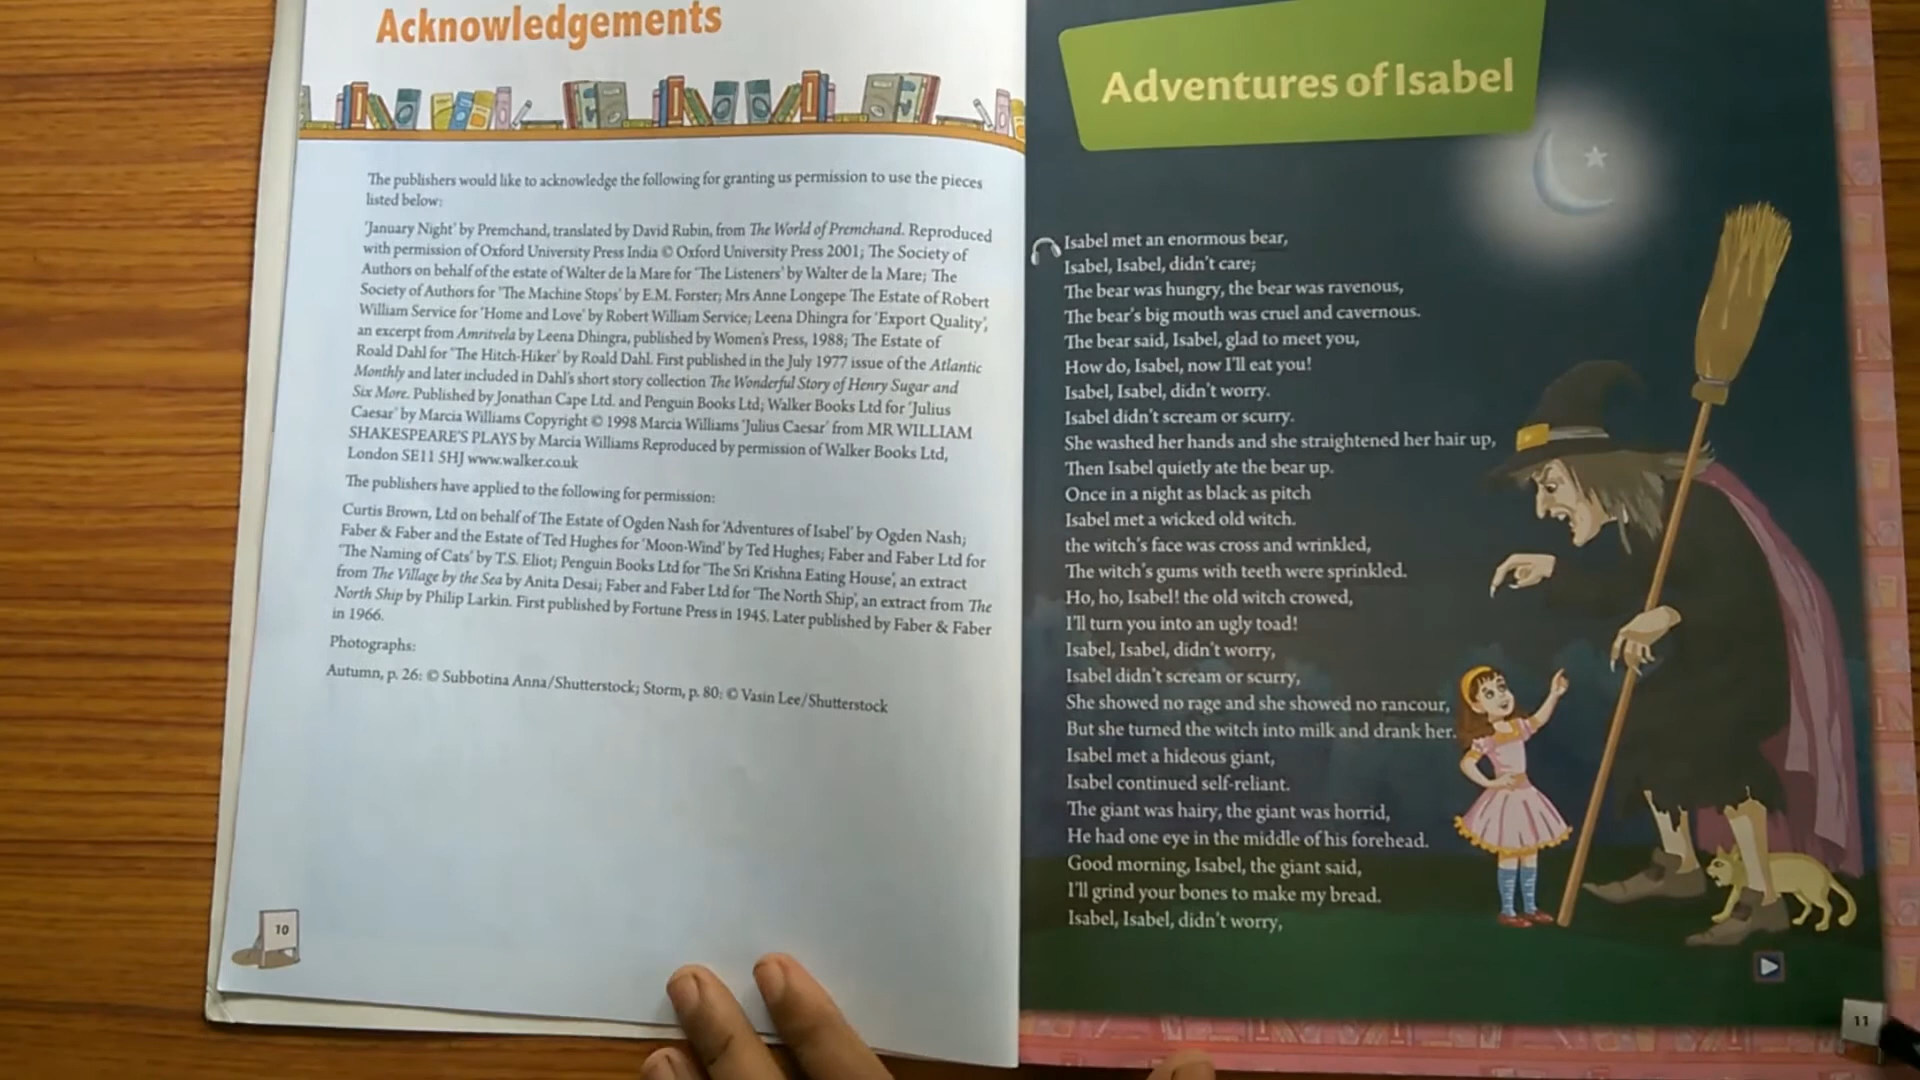 Acknowledgements
The publishers would like to acknowledge the following for granting us permission to use the pieces
listed below:
'January Night' by Premchand, translated by David Rubin, from The World of Premchand. Reproduced
with permission of Oxford University Press India © Oxford University Press 2001; The Society of
Authors on behalf of the estate of Walter de la Mare for 'The Listeners' by Walter de la Mare; The
Society of Authors for 'The Machine Stops' by E.M. Forster; Mrs Anne Longepe The Estate of Robert
William Service for 'Home and Love' by Robert William Service; Leena Dhingra for 'Export Quality',
an excerpt from Amritvela by Leena Dhingra, published by Women's Press, 1988; The Estate of
Roald Dahl for 'The Hitch-Hiker' by Roald Dahl. First published in the July 1977 issue of the Atlantic
Monthly and later included in Dahl's short story collection The Wonderful Story of Henry Sugar and
Six More. Published by Jonathan Cape Ltd. and Penguin Books Ltd; Walker Books Ltd for 'Julius
Caesar' by Marcia Williams Copyright © 1998 Marcia Williams 'Julius Caesar' from MR WILLIAM
SHAKESPEARE'S PLAYS by Marcia Williams Reproduced by permission of Walker Books Ltd,
London SE11 5HJ www.walker.co.uk
The publishers have applied to the following for permission:
Curtis Brown, Ltd on behalf of The Estate of Ogden Nash for 'Adventures of Isabel' by Ogden Nash;
Faber & Faber and the Estate of Ted Hughes for 'Moon-Wind' by Ted Hughes; Faber and Faber Ltd for
'The Naming of Cats' by T.S. Eliot; Penguin Books Ltd for 'The Sri Krishna Eating House', an extract
from The Village by the Sea by Anita Desai; Faber and Faber Ltd for 'The North Ship', an extract from The
North Ship by Philip Larkin. First published by Fortune Press in 1945. Later published by Faber & Faber
in 1966.
Photographs:
Autumn, p. 26: © Subbotina Anna/Shutterstock; Storm, p. 80: © Vasin Lee/Shutterstock
10
Adventures of Isabel
Isabel met an enormous bear,
Isabel, Isabel, didn't care;
The bear was hungry, the bear was ravenous,
The bear's big mouth was cruel and cavernous.
The bear said, Isabel, glad to meet you,
How do, Isabel, now I'll eat you!
Isabel, Isabel, didn't worry.
Isabel didn't scream or scurry.
She washed her hands and she straightened her hair up,
Then Isabel quietly ate the bear up.
Once in a night as black as pitch
Isabel met a wicked old witch.
the witch's face was cross and wrinkled,
The witch's gums with teeth were sprinkled.
Ho, ho, Isabel! the old witch crowed,
I'll turn you into an ugly toad!
Isabel, Isabel, didn't worry,
Isabel didn't scream or scurry,
She showed no rage and she showed no rancour,
But she turned the witch into milk and drank her.
Isabel met a hideous giant,
Isabel continued self-reliant.
The giant was hairy, the giant was horrid,
He had one eye in the middle of his forehead.
Good morning, Isabel, the giant said,
I'll grind your bones to make my bread.
Isabel, Isabel, didn't worry,
11